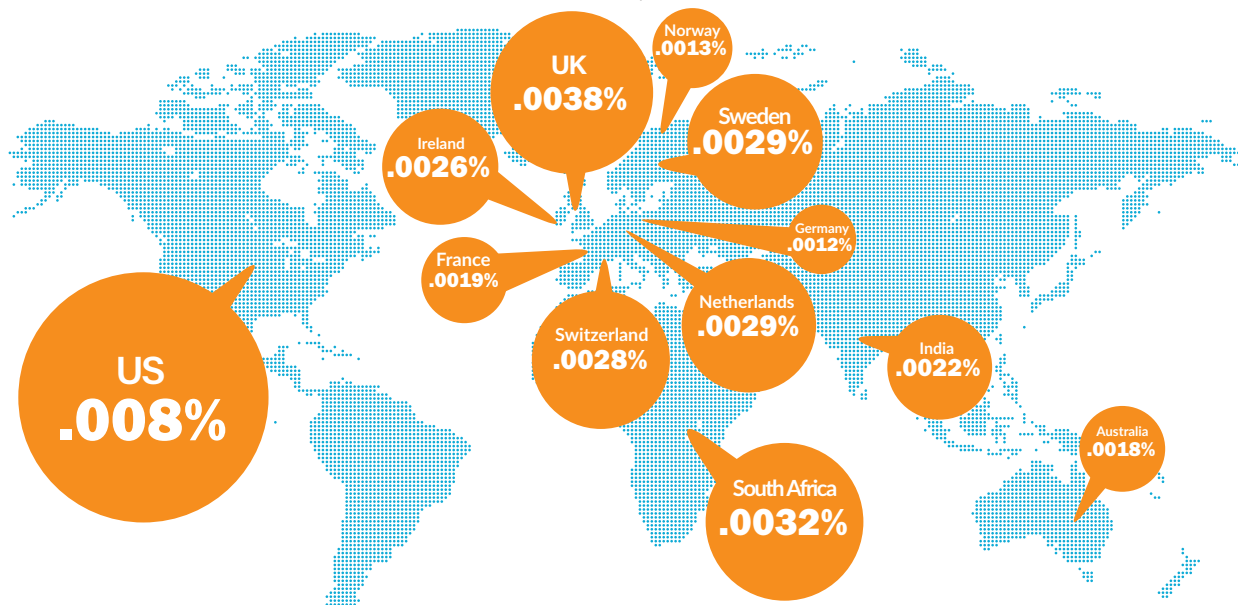 Norway
.0013%
UK
.0038%
Sweden
.0029%
Ireland
.0026%
Germany
.0012%
France
.0019%
Netherlands
.0029%
Switzerland
.0028%
India
.0022%
US
.008%
Australia
.0018%
South Africa
.0032%